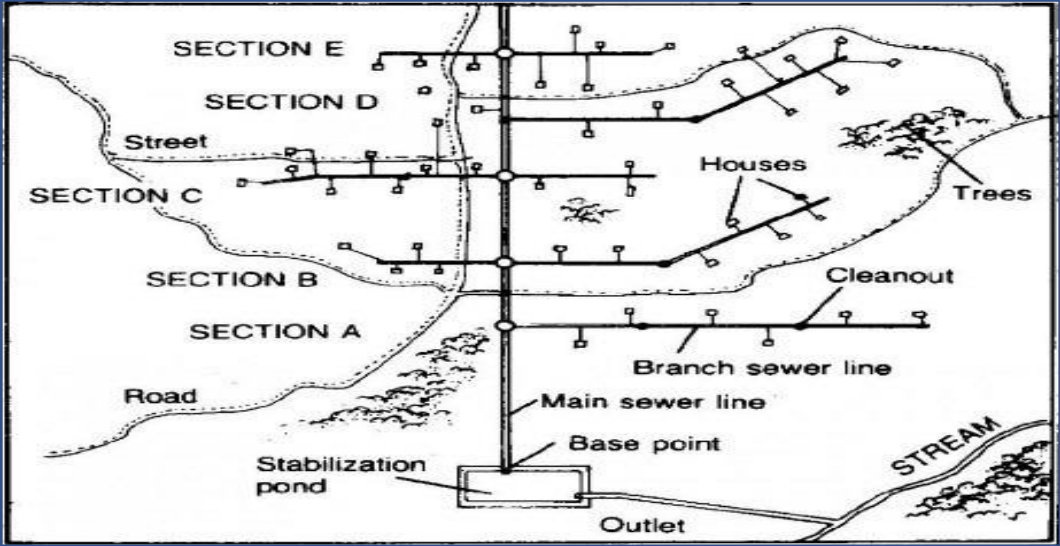 SECTION E
SECTION D
Street
Houses
SECTION C
Trees
SECTION B
Cleanout
SECTION A
Branch sewer line
Road
Main sewer line
Base point
STREAM
Stabilization
pond
Outlet